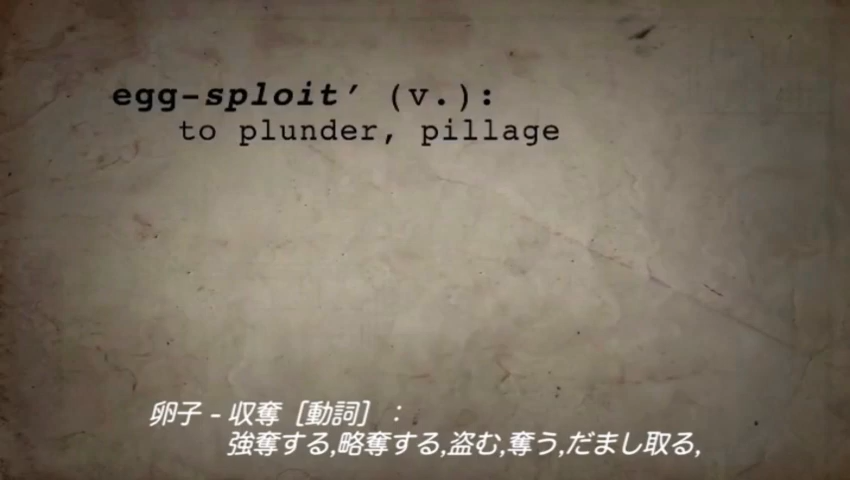 egg-sploit’ (v.):
to plunder, pillage
卵子 - 収奪［動詞］：
強奪する,略奪する,盗む,奪う,だまし取る,